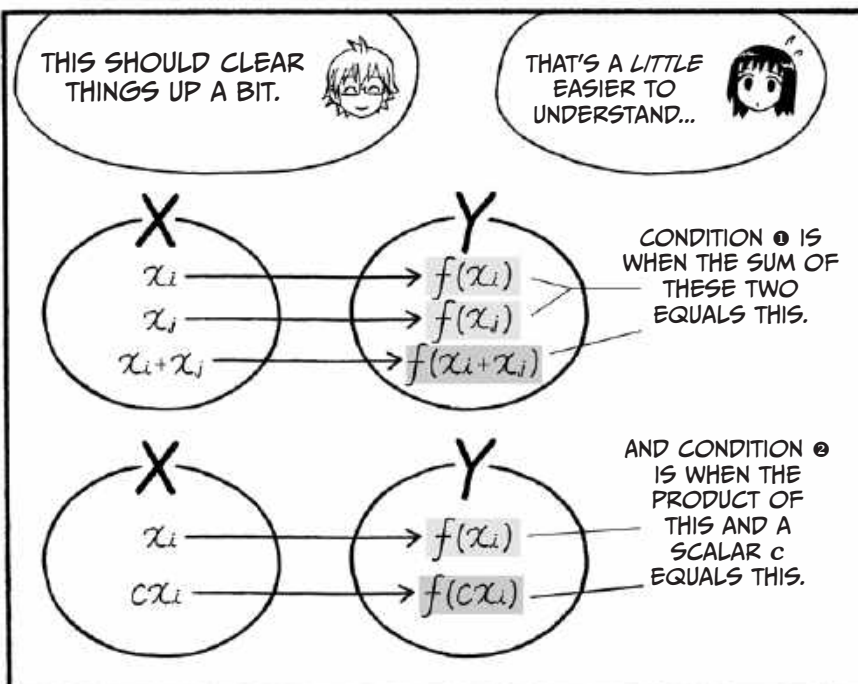 THIS SHOULD CLEAR
THINGS UP A BIT.
THAT'S A LITTLE
EASIER TO
UNDERSTAND...
X
Y
xi
f(xi)
xj
f(xj)
xi+xj
f(xi+xj)
CONDITION ❶ IS
WHEN THE SUM OF
THESE TWO
EQUALS THIS.
X
Y
xi
f(xi)
cxi
f(cxi)
AND CONDITION ❷
IS WHEN THE
PRODUCT OF
THIS AND A
SCALAR c
EQUALS THIS.